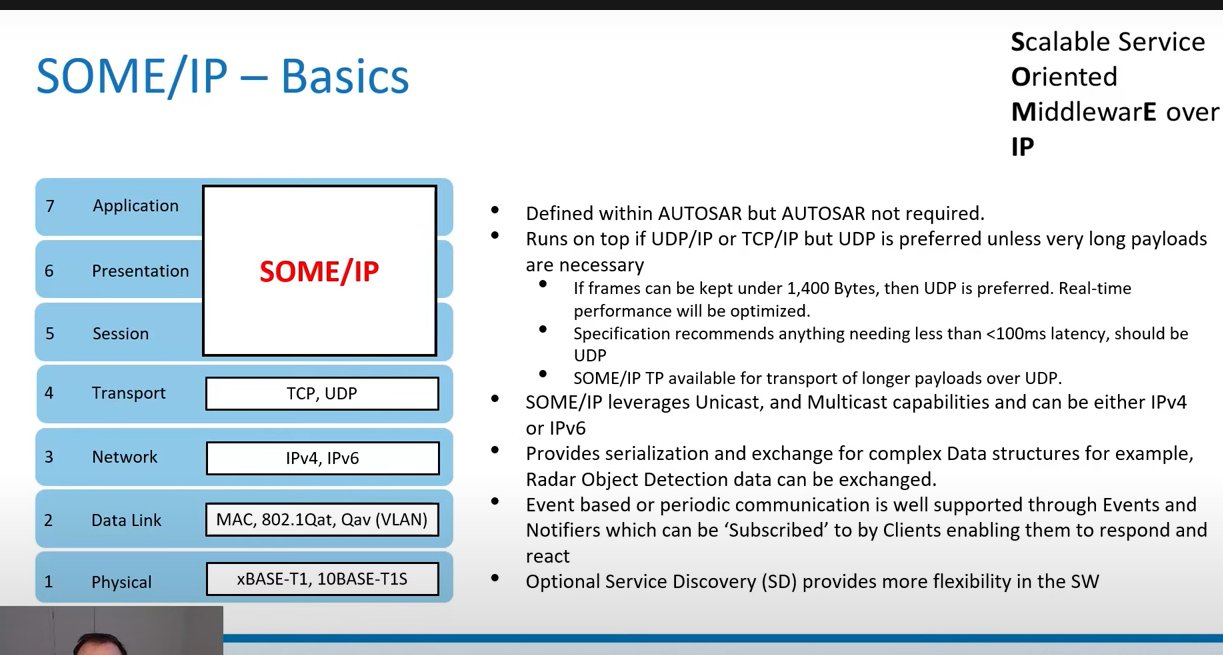 SOME/IP – Basics
Scalable Service
Oriented
MiddlewarE over
IP
7 Application
6 Presentation
5 Session
SOME/IP
4 Transport TCP, UDP
3 Network IPv4, IPv6
2 Data Link MAC, 802.1Qat, Qav (VLAN)
1 Physical xBASE-T1, 10BASE-T1S
• Defined within AUTOSAR but AUTOSAR not required.
• Runs on top if UDP/IP or TCP/IP but UDP is preferred unless very long payloads
are necessary
• If frames can be kept under 1,400 Bytes, then UDP is preferred. Real-time
performance will be optimized.
• Specification recommends anything needing less than <100ms latency, should be
UDP
• SOME/IP TP available for transport of longer payloads over UDP.
• SOME/IP leverages Unicast, and Multicast capabilities and can be either IPv4
or IPv6
• Provides serialization and exchange for complex Data structures for example,
Radar Object Detection data can be exchanged.
• Event based or periodic communication is well supported through Events and
Notifiers which can be ‘Subscribed’ to by Clients enabling them to respond and
react
• Optional Service Discovery (SD) provides more flexibility in the SW